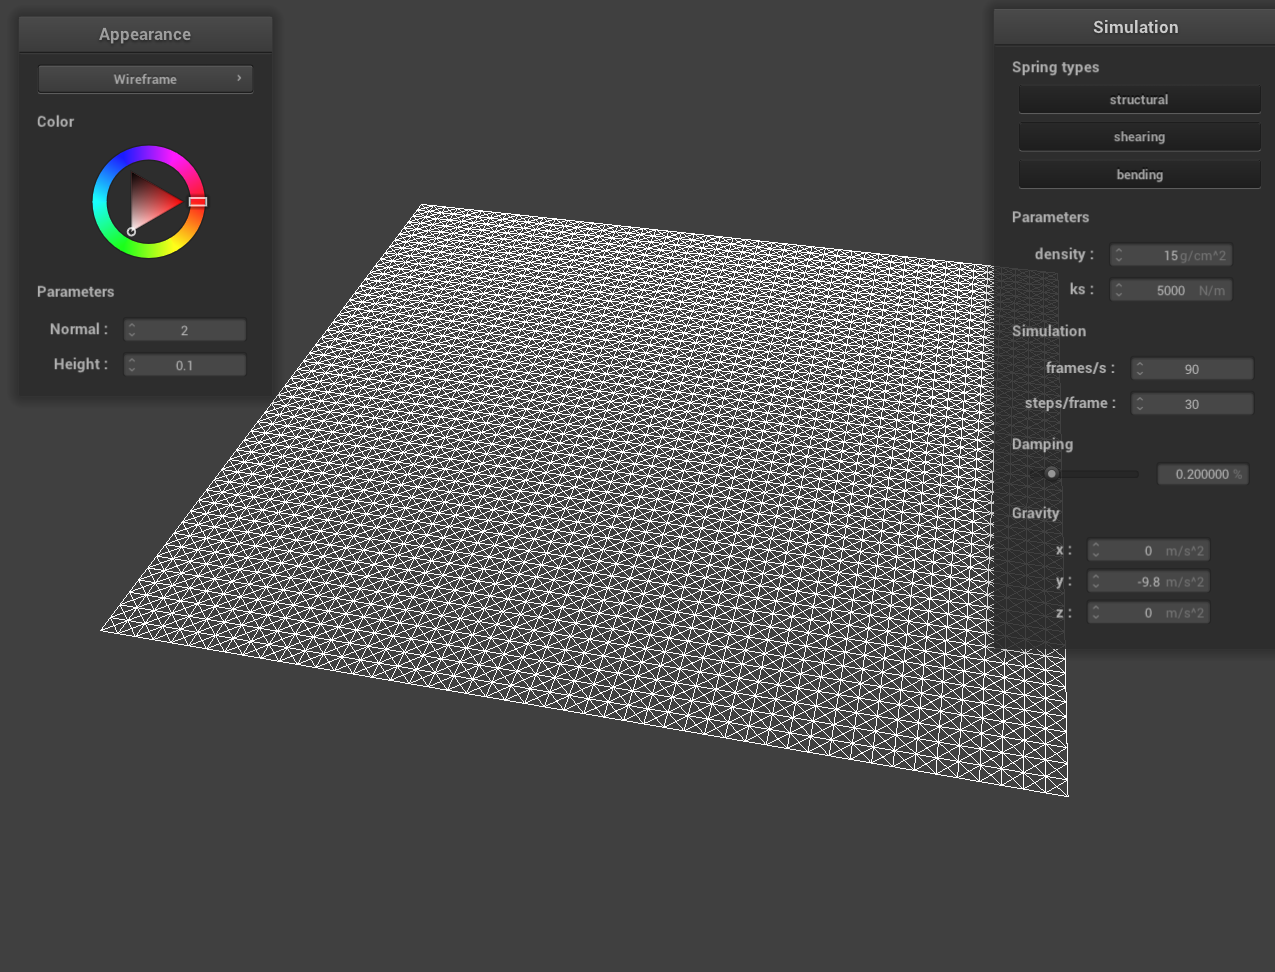 Appearance
Wireframe
Color
Parameters
Normal : 2
Height : 0.1
Simulation
Spring types
structural
shearing
bending
Parameters
density : 15 g/cm^2
ks : 5000 N/m
Simulation
frames/s : 90
steps/frame : 30
Damping
0.200000 %
Gravity
x : 0 m/s^2
y : -9.8 m/s^2
z : 0 m/s^2